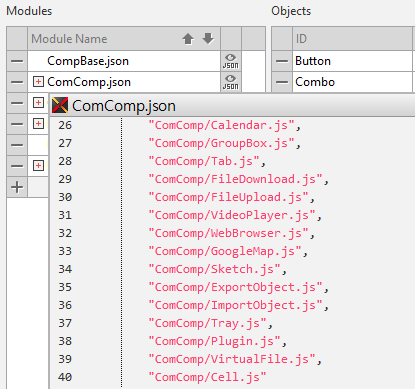 Modules
Objects
Module Name
ID
CompBase.json
JSON
Button
ComComp.json
JSON
Combo
ComComp.json
26 "ComComp/Calendar.js",
27 "ComComp/GroupBox.js",
28 "ComComp/Tab.js",
29 "ComComp/FileDownload.js",
30 "ComComp/FileUpload.js",
31 "ComComp/VideoPlayer.js",
32 "ComComp/WebBrowser.js",
33 "ComComp/GoogleMap.js",
34 "ComComp/Sketch.js",
35 "ComComp/ExportObject.js",
36 "ComComp/ImportObject.js",
37 "ComComp/Tray.js",
38 "ComComp/Plugin.js",
39 "ComComp/VirtualFile.js"
40 "ComComp/Cell.js"